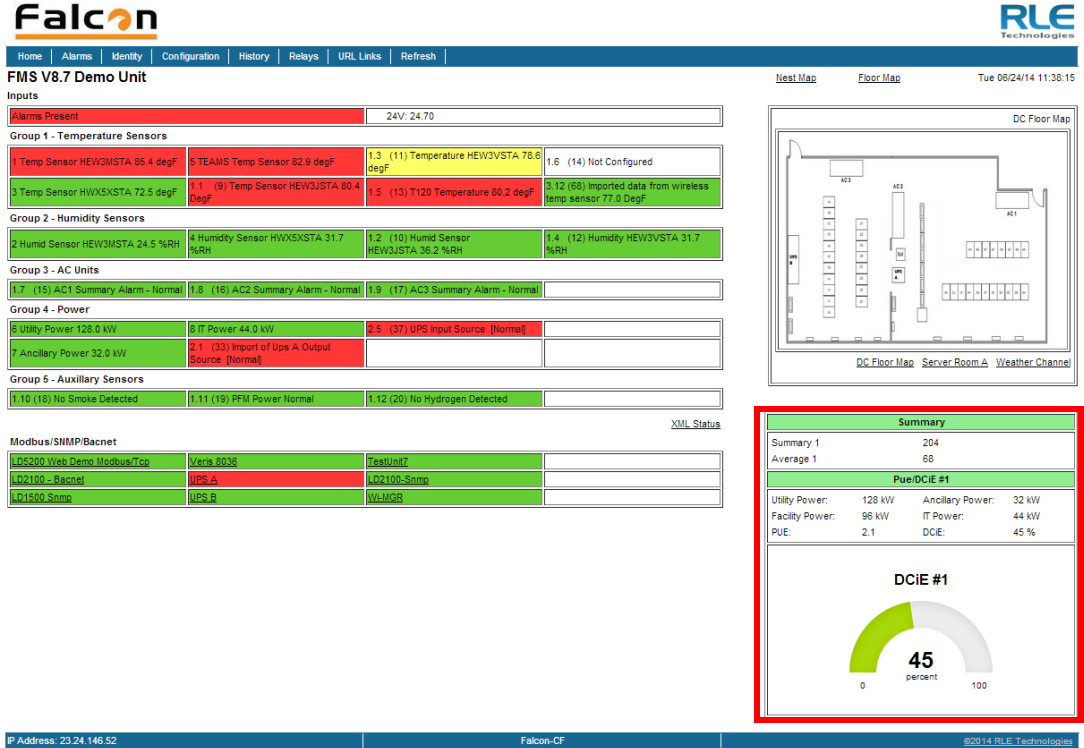 Falcon
RLE
Technologies
Home Alarms Identity Configuration History Relays URL Links Refresh
FMS V8.7 Demo Unit
Nest Map Floor Map Tue 06/24/14 11:38:15
Inputs
Alarms Present 24V: 24.70
Group 1 - Temperature Sensors
1 Temp Sensor HEW3MSTA 85.4 degF
5 TEAMS Temp Sensor 82.9 degF
1.3 (11) Temperature HEW3VSTA 78.6
degF
1.6 (14) Not Configured
3 Temp Sensor HWX5XSTA 72.5 degF
1.1 (9) Temp Sensor HEW3JSTA 80.4
DegF
1.5 (13) T120 Temperature 80.2 degF
3.12 (68) Imported data from wireless
temp sensor 77.0 DegF
Group 2 - Humidity Sensors
2 Humid Sensor HEW3MSTA 24.5 %RH
4 Humidity Sensor HWX5XSTA 31.7
%RH
1.2 (10) Humid Sensor
HEW3JSTA 36.2 %RH
1.4 (12) Humidity HEW3VSTA 31.7
%RH
Group 3 - AC Units
1.7 (15) AC1 Summary Alarm - Normal
1.8 (16) AC2 Summary Alarm - Normal
1.9 (17) AC3 Summary Alarm - Normal
Group 4 - Power
6 Utility Power 128.0 kW
8 IT Power 44.0 kW
2.5 (37) UPS Input Source [Normal]
7 Ancillary Power 32.0 kW
2.1 (33) Import of Ups A Output
Source [Normal]
Group 5 - Auxillary Sensors
1.10 (18) No Smoke Detected
1.11 (19) PFM Power Normal
1.12 (20) No Hydrogen Detected
XML Status
Modbus/SNMP/Bacnet
LD5200 Web Demo Modbus/Tcp
Veris 8036
TestUnit7
LD2100 - Bacnet
UPS A
LD2100-Snmp
LD1500 Snmp
UPS B
Wi-MGR
DC Floor Map
AC3
AC2
AC 1
UPS
B
UPS
A
DC Floor Map Server Room A Weather Channel
Summary
Summary 1 204
Average 1 68
Pue/DCiE #1
Utility Power: 128 kW Ancillary Power: 32 kW
Facility Power: 96 kW IT Power: 44 kW
PUE: 2.1 DCiE: 45 %
DCiE #1
45
percent
0 100
IP Address: 23.24.146.52 Falcon-CF ©2014 RLE Technologies